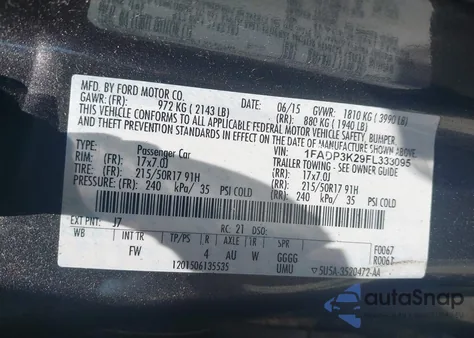 MFD. BY FORD MOTOR CO.
06/15 GVWR: 1810 KG ( 3990 LB)
GAWR: (FR) 972 KG ( 2143 LB) (RR) 880 KG ( 1940 LB)
THIS VEHICLE CONFORMS TO ALL APPLICABLE FEDERAL MOTOR VEHICLE SAFETY, BUMPER,
AND THEFT PREVENTION STANDARDS IN EFFECT ON THE DATE OF MANUFACTURE SHOWN ABOVE.
VEH 1FADP3K29FL333095
TYPE: Passenger Car TRAILER TOWING - SEE OWNER GUIDE
RIM: 17x7.0J 17x7.0J
TIRE: (FR) 215/50R17 91H (RR) 215/50R17 91H
PRESSURE: (FR) 240 kPa/ 35 PSI COLD (RR) 240 kPa/ 35 PSI COLD
EXT PNT: J7 RC: 21 DSO:
WB INT TR TP/PS R AXLE TR SPR
FW 4 AU W GGGG F0067
1201506135535 UMU 5U5A-3520472-AA
autoSnap